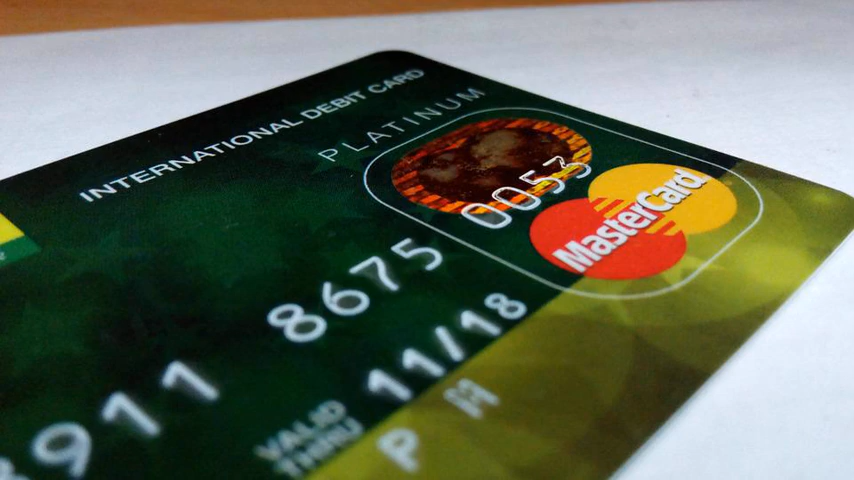 INTERNATIONAL DEBIT CARD
PLATINUM
911 8675 0053
MasterCard
VALID THRU 11/18
P